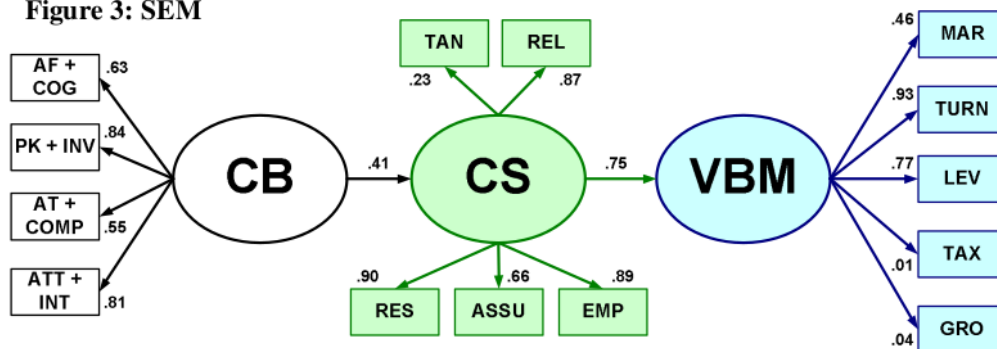 Figure 3: SEM
AF +
COG
.63
PK + INV
.84
AT +
COMP
.55
ATT +
INT
.81
CB
.41
TAN
.23
REL
.87
CS
.90
RES
.66
ASSU
.89
EMP
.75
VBM
.46
MAR
.93
TURN
.77
LEV
.01
TAX
.04
GRO